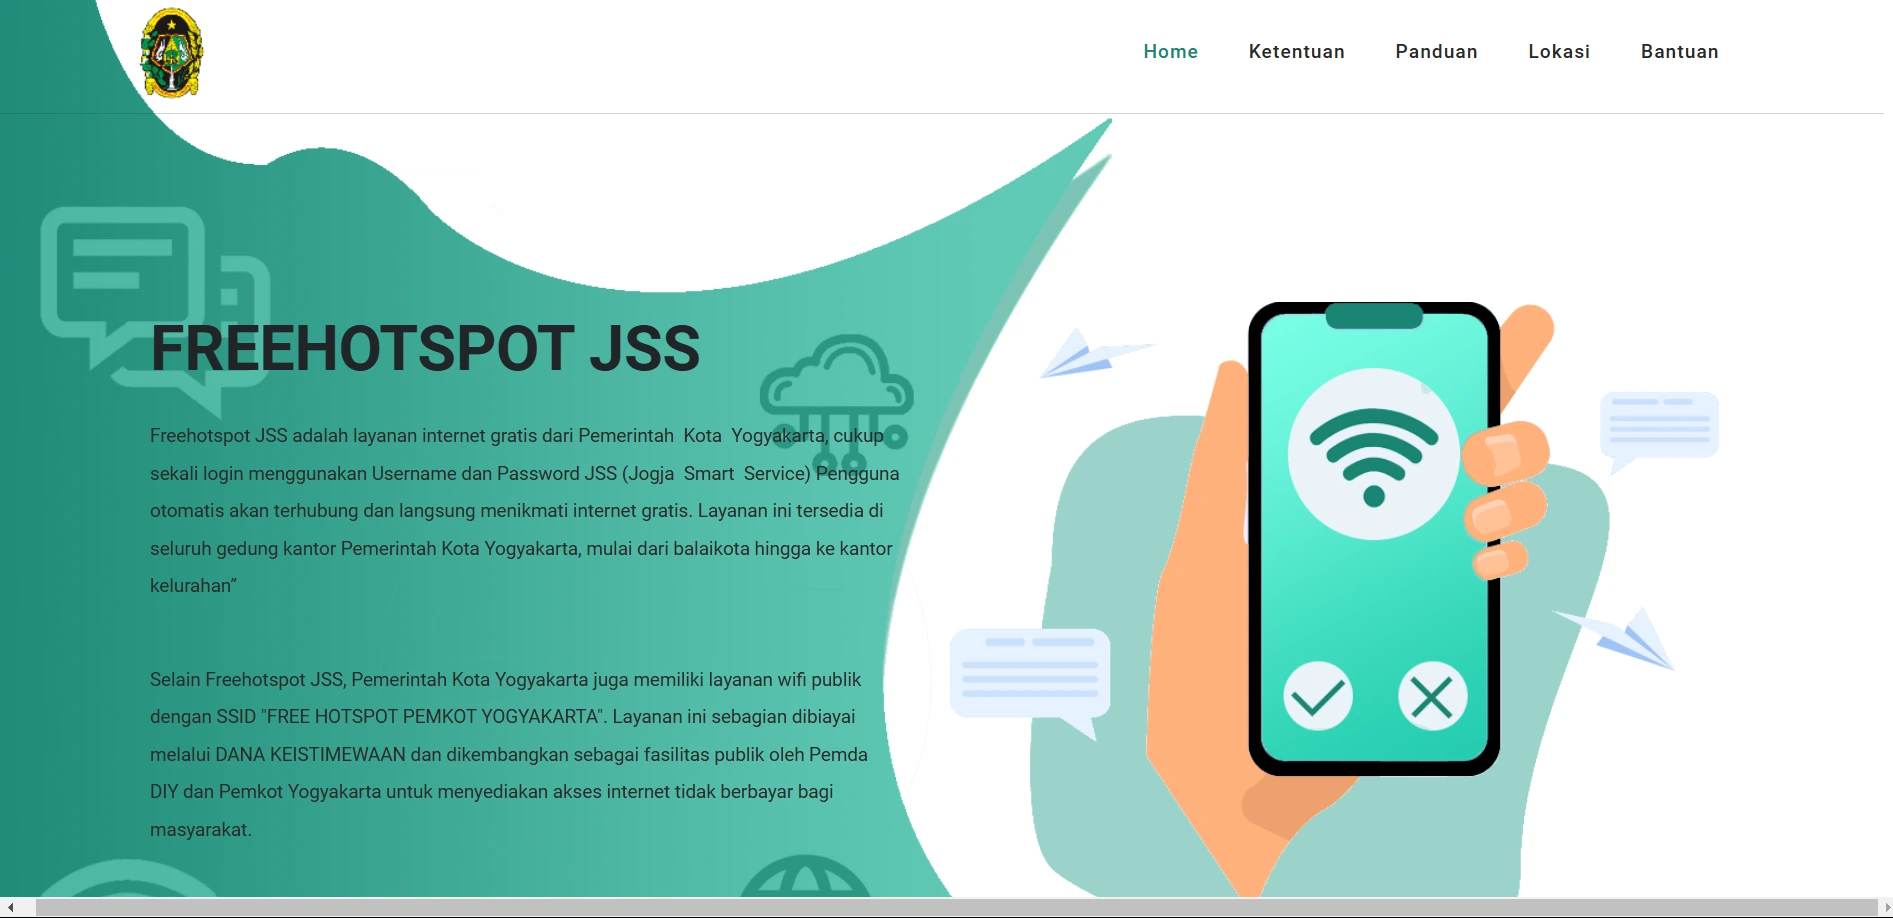 Home Ketentuan Panduan Lokasi Bantuan
FREEHOTSPOT JSS
Freehotspot JSS adalah layanan internet gratis dari Pemerintah Kota Yogyakarta, cukup
sekali login menggunakan Username dan Password JSS (Jogja Smart Service) Pengguna
otomatis akan terhubung dan langsung menikmati internet gratis. Layanan ini tersedia di
seluruh gedung kantor Pemerintah Kota Yogyakarta, mulai dari balaikota hingga ke kantor
kelurahan”
Selain Freehotspot JSS, Pemerintah Kota Yogyakarta juga memiliki layanan wifi publik
dengan SSID "FREE HOTSPOT PEMKOT YOGYAKARTA". Layanan ini sebagian dibiayai
melalui DANA KEISTIMEWAAN dan dikembangkan sebagai fasilitas publik oleh Pemda
DIY dan Pemkot Yogyakarta untuk menyediakan akses internet tidak berbayar bagi
masyarakat.